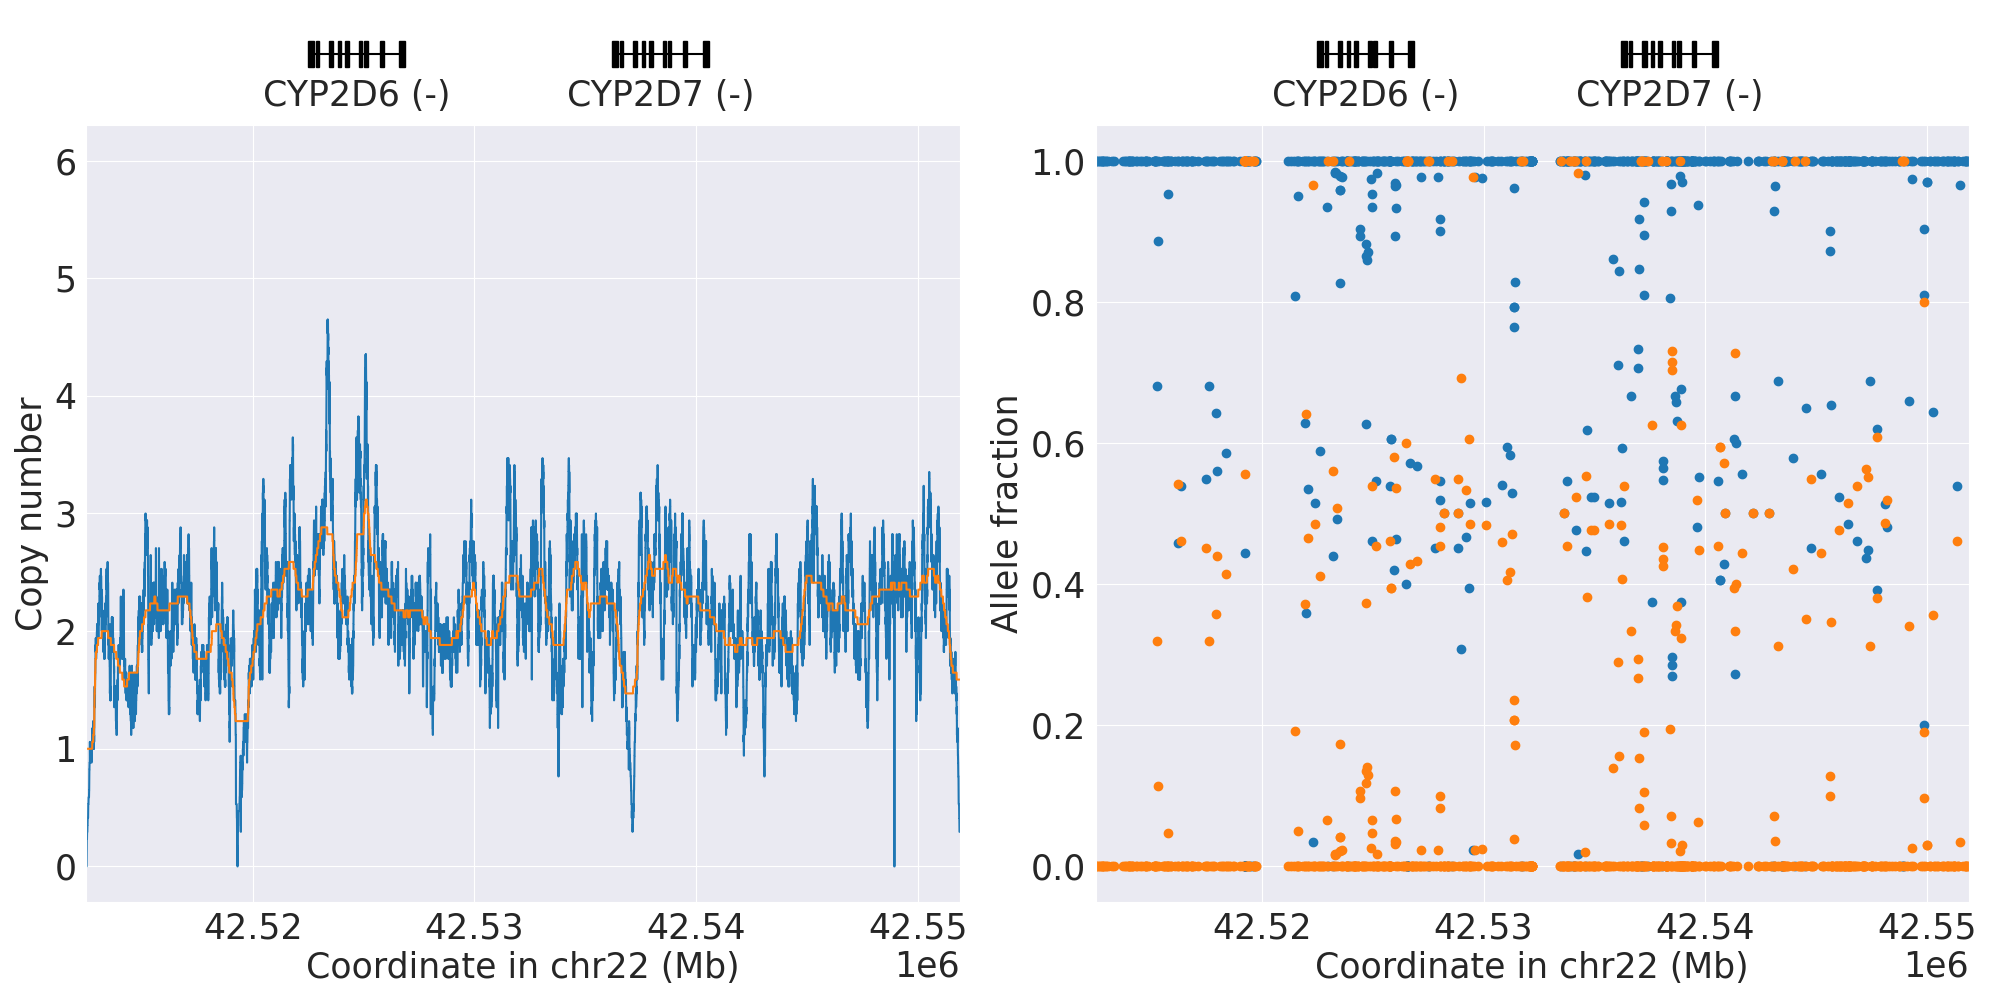 CYP2D6 (-) CYP2D7 (-)
6
5
4
3
2
1
0
Copy number
42.52 42.53 42.54 42.55
Coordinate in chr22 (Mb)
1e6
CYP2D6 (-) CYP2D7 (-)
1.0
0.8
0.6
0.4
0.2
0.0
Allele fraction
42.52 42.53 42.54 42.55
Coordinate in chr22 (Mb)
1e6